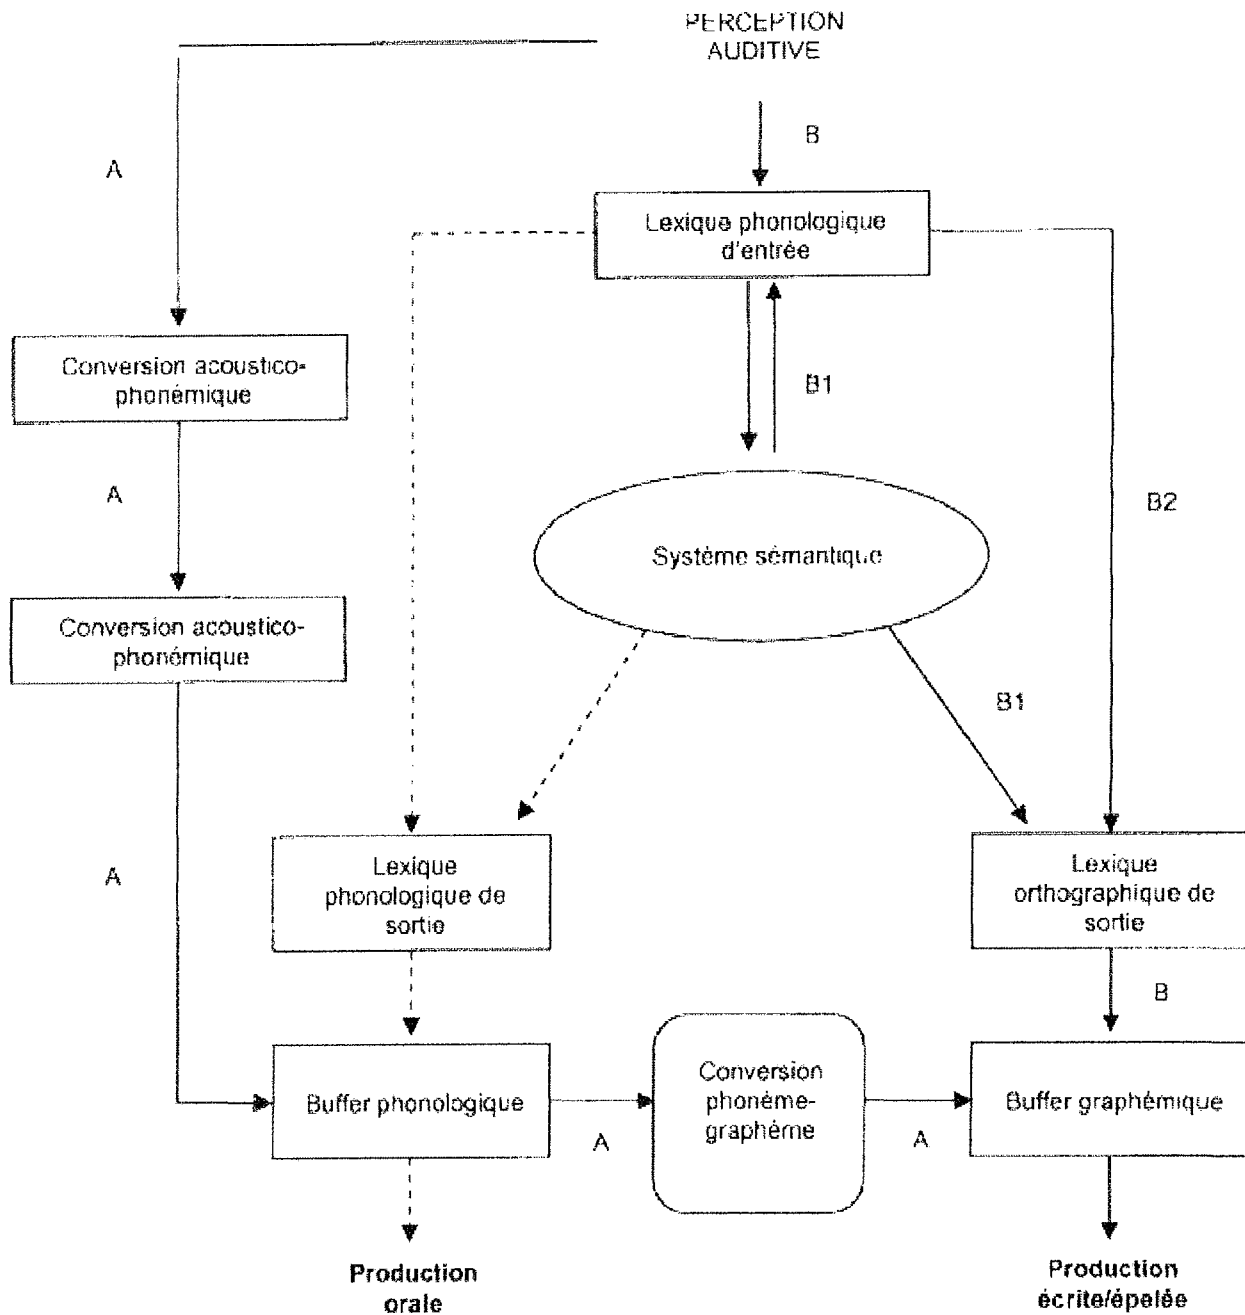 PERCEPTION
AUDITIVE
B
A
Lexique phonologique
d'entrée
Conversion acoustico-
phonémique
B1
A
B2
Système sémantique
Conversion acoustico-
phonémique
B1
A
Lexique
phonologique de
sortie
Lexique
orthographique de
sortie
B
Buffer phonologique
A
Conversion
phonème-
graphème
A
Buffer graphémique
Production
orale
Production
écrite/épelée